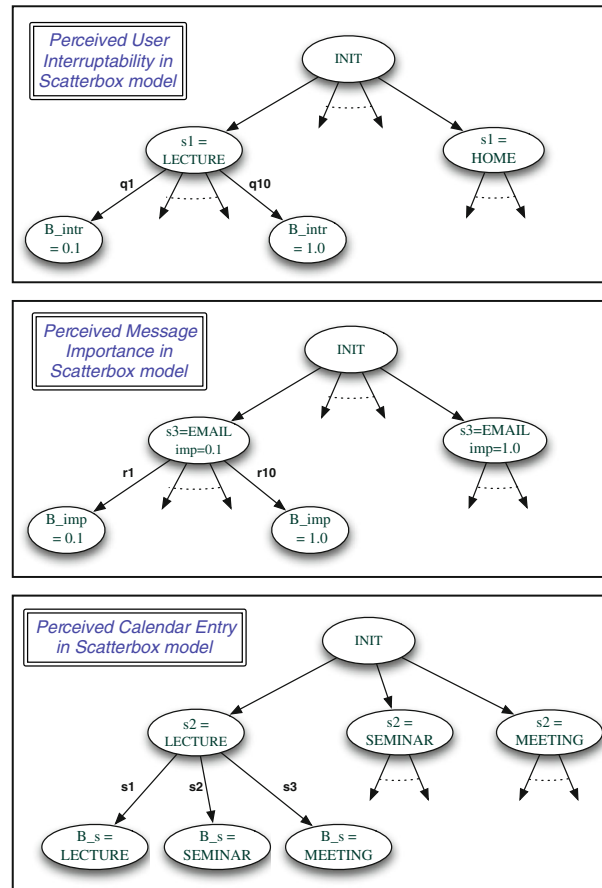 Perceived User
Interruptability in
Scatterbox model
INIT
s1 =
LECTURE
s1 =
HOME
q1
q10
B_intr
= 0.1
B_intr
= 1.0
Perceived Message
Importance in
Scatterbox model
INIT
s3=EMAIL
imp=0.1
s3=EMAIL
imp=1.0
r1
r10
B_imp
= 0.1
B_imp
= 1.0
Perceived Calendar Entry
in Scatterbox model
INIT
s2 =
LECTURE
s2 =
SEMINAR
s2 =
MEETING
s1
s2
s3
B_s =
LECTURE
B_s =
SEMINAR
B_s =
MEETING